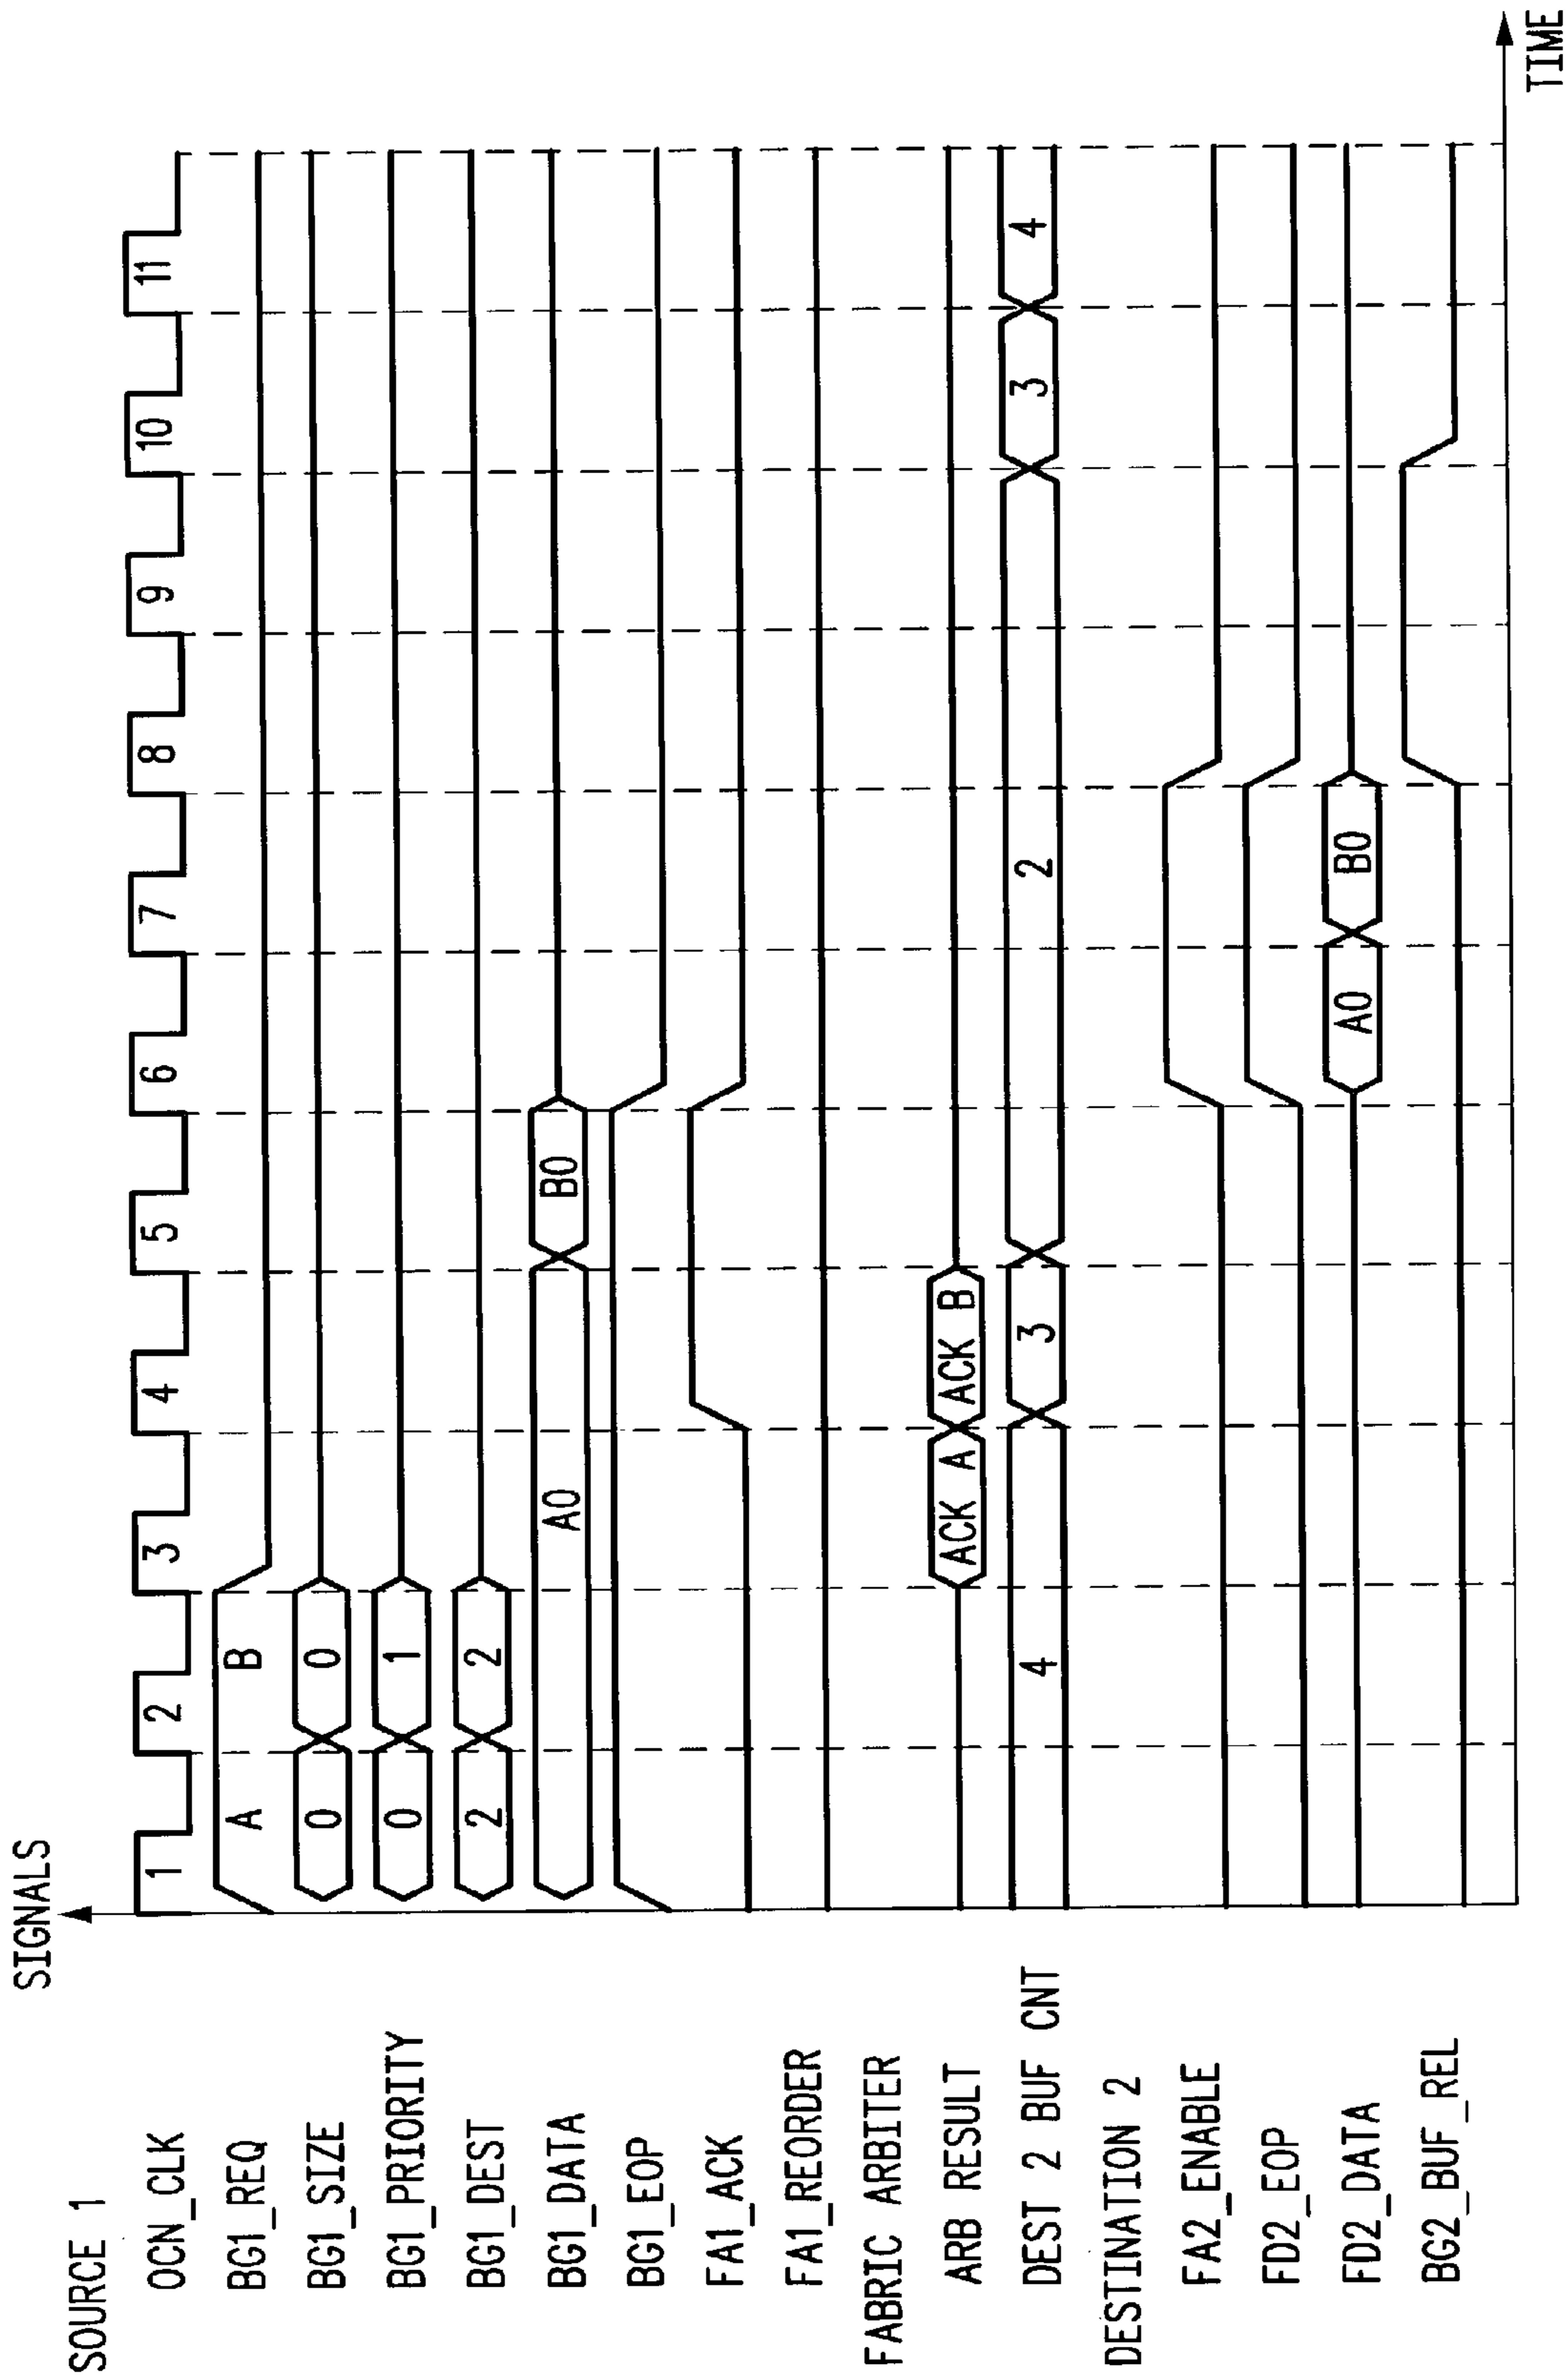 SIGNALS
SOURCE 1
OCN_CLK 1 2 3 4 5 6 7 8 9 10 11
BG1_REQ A B
BG1_SIZE 0 0
BG1_PRIORITY 0 1
BG1_DEST 2 2
BG1_DATA A0 B0
BG1_EOP
FA1_ACK
FA1_REORDER
FABRIC ARBITER
ARB RESULT ACK A ACK B
DEST 2 BUF CNT 4 3 2 3 4
DESTINATION 2
FA2_ENABLE
FD2_EOP
FD2_DATA A0 B0
BG2_BUF_REL
TIME